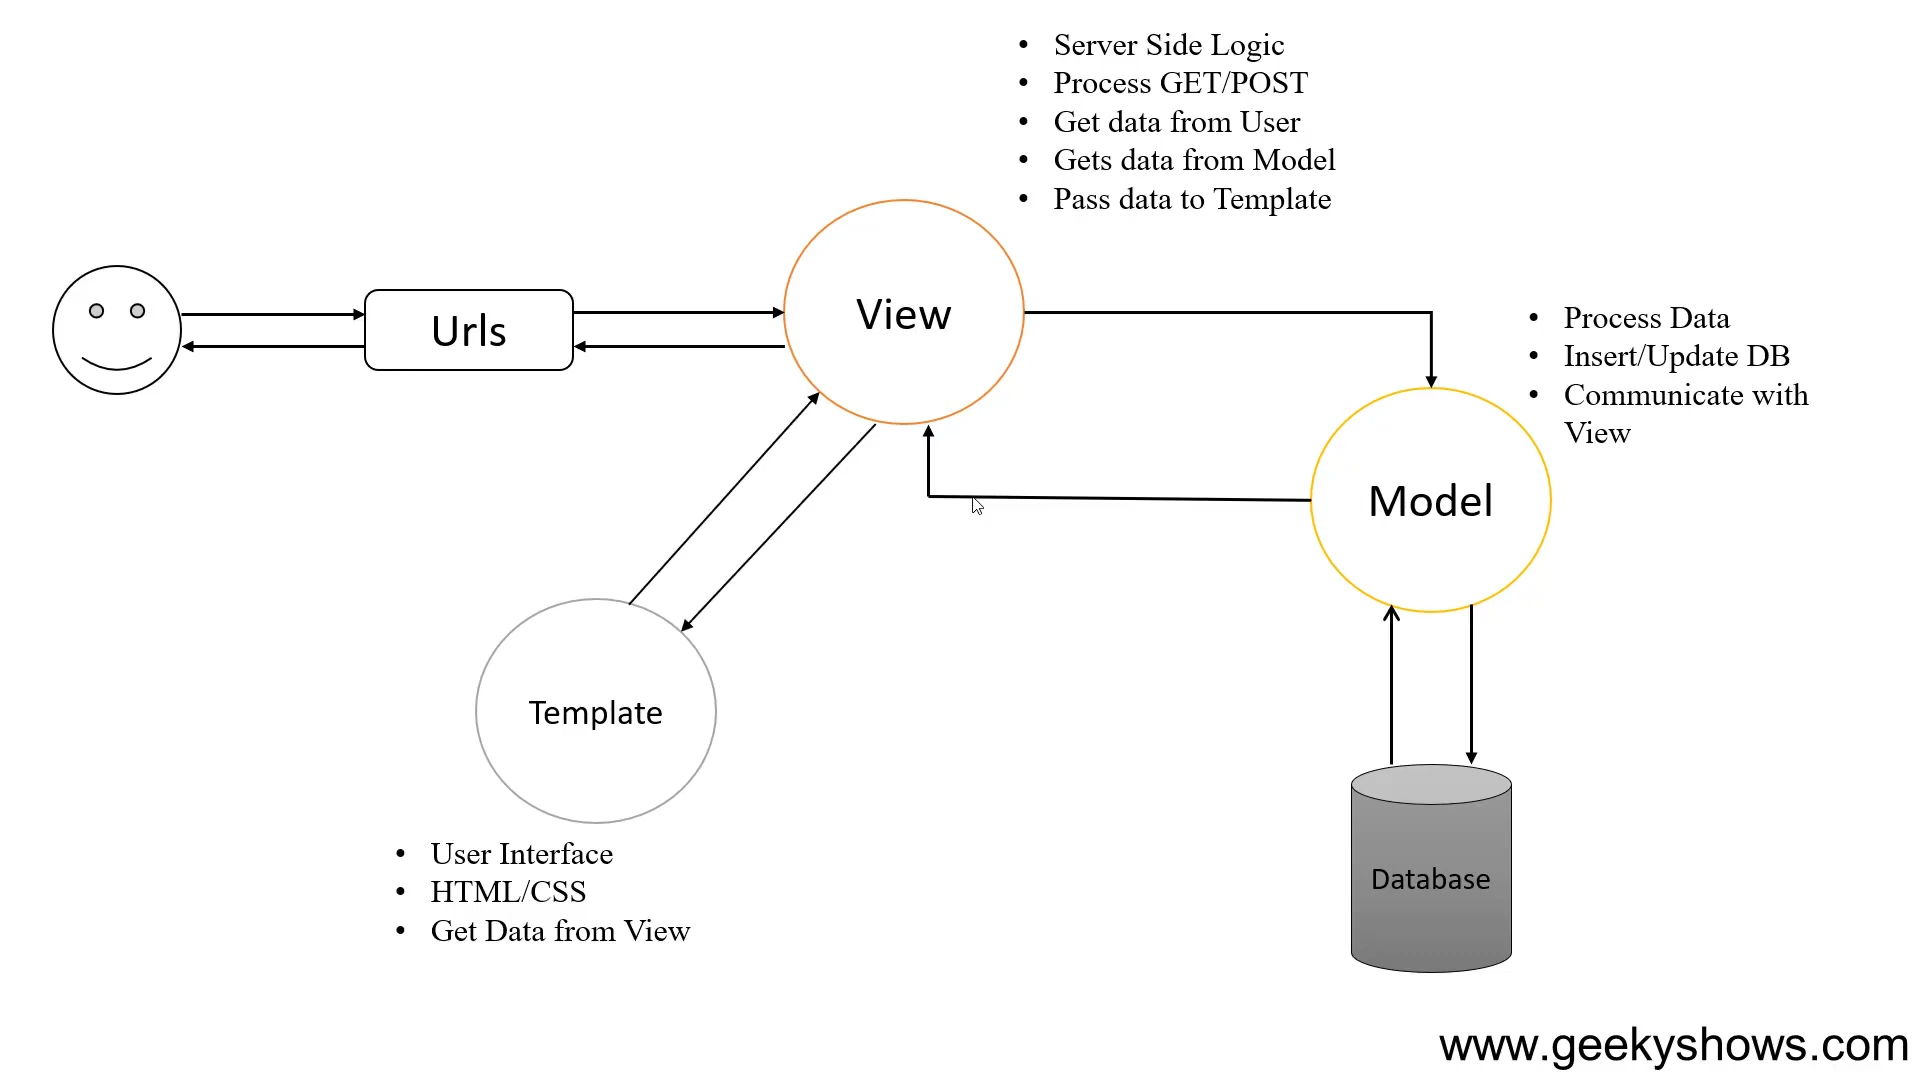 • Server Side Logic
• Process GET/POST
• Get data from User
• Gets data from Model
• Pass data to Template
Urls
View
• Process Data
• Insert/Update DB
• Communicate with
View
Model
Template
• User Interface
• HTML/CSS
• Get Data from View
Database
www.geekyshows.com